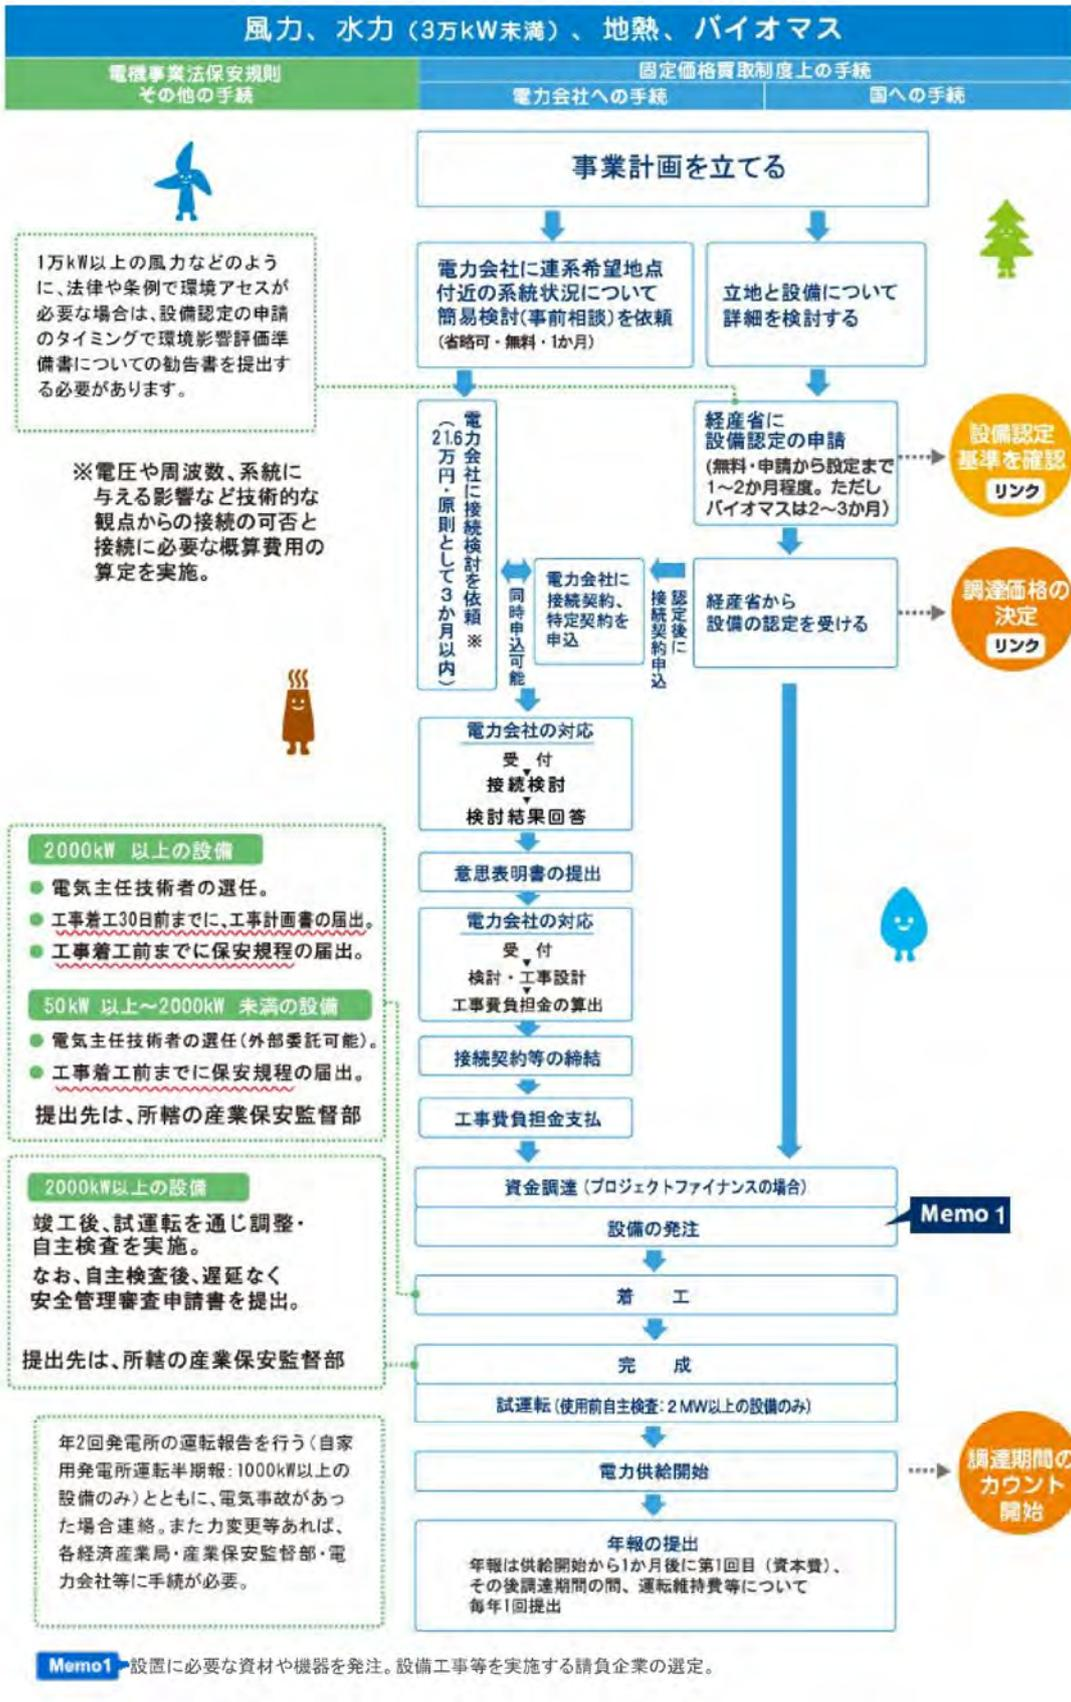 風力、水力（3万kW未満）、地熱、バイオマス
電機事業法保安規則
その他の手続
固定価格買取制度上の手続
電力会社への手続
国への手続
事業計画を立てる
1万kW以上の風力などのよう
に、法律や条例で環境アセスが
必要な場合は、設備認定の申請
のタイミングで環境影響評価準
備書についての勧告書を提出す
る必要があります。
電力会社に連系希望地点
付近の系統状況について
簡易検討(事前相談)を依頼
(省略可・無料・1か月)
立地と設備について
詳細を検討する
※電圧や周波数、系統に
与える影響など技術的な
観点からの接続の可否と
接続に必要な概算費用の
算定を実施。
電力会社に接続検討を依頼 ※
（21.6万円・原則として3か月以内）
経産省に
設備認定の申請
(無料・申請から設定まで
1～2か月程度。ただし
バイオマスは2～3か月)
設備認定
基準を確認
リンク
同時申込可能
電力会社に
接続契約、
特定契約を
申込
認定後に
接続契約申込
経産省から
設備の認定を受ける
調達価格の
決定
リンク
電力会社の対応
受 付
接続検討
検討結果回答
意思表明書の提出
電力会社の対応
受 付
検討・工事設計
工事費負担金の算出
接続契約等の締結
工事費負担金支払
2000kW 以上の設備
電気主任技術者の選任。
工事着工30日前までに、工事計画書の届出。
工事着工前までに保安規程の届出。
50kW 以上～2000kW 未満の設備
電気主任技術者の選任(外部委託可能)。
工事着工前までに保安規程の届出。
提出先は、所轄の産業保安監督部
2000kW以上の設備
竣工後、試運転を通じ調整・
自主検査を実施。
なお、自主検査後、遅延なく
安全管理審査申請書を提出。
提出先は、所轄の産業保安監督部
資金調達（プロジェクトファイナンスの場合）
設備の発注
Memo 1
着 工
完 成
試運転（使用前自主検査：2MW以上の設備のみ）
電力供給開始
調達期間の
カウント
開始
年2回発電所の運転報告を行う（自家
用発電所運転半期報：1000kW以上の
設備のみ）とともに、電気事故があっ
た場合連絡。また力変更等あれば、
各経済産業局・産業保安監督部・電
力会社等に手続が必要。
年報の提出
年報は供給開始から1か月後に第1回目（資本費）、
その後調達期間の間、運転維持費等について
毎年1回提出
Memo1 設置に必要な資材や機器を発注。設備工事等を実施する請負企業の選定。